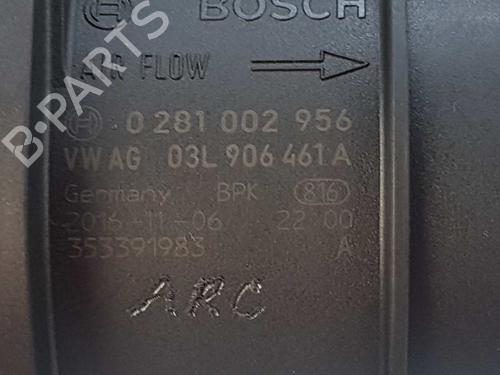 BOSCH
AIR FLOW
0 281 002 956
VW AG 03L 906 461 A
Germany BPK 816
2016-11-06 22 00
353391983 A
ARC
B-PARTS